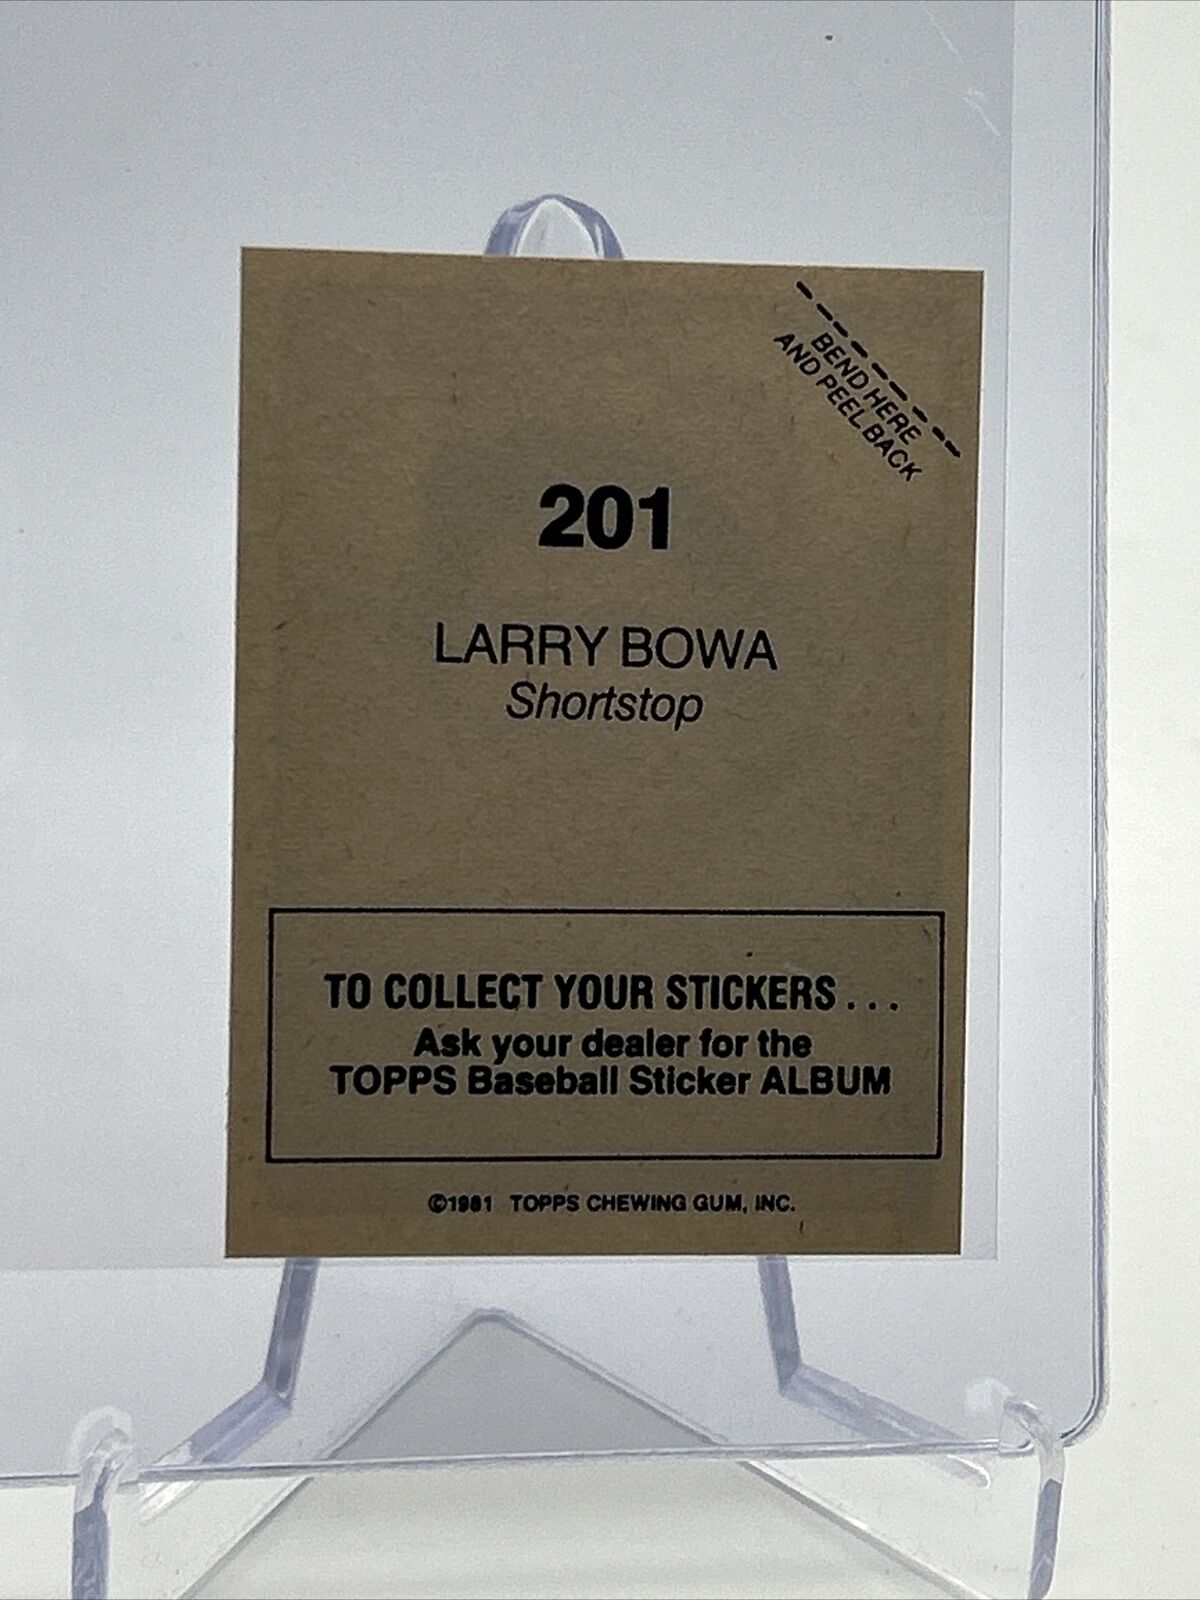 BEND HERE
AND PEEL BACK
201
LARRY BOWA
Shortstop
TO COLLECT YOUR STICKERS . . .
Ask your dealer for the
TOPPS Baseball Sticker ALBUM
©1981 TOPPS CHEWING GUM, INC.